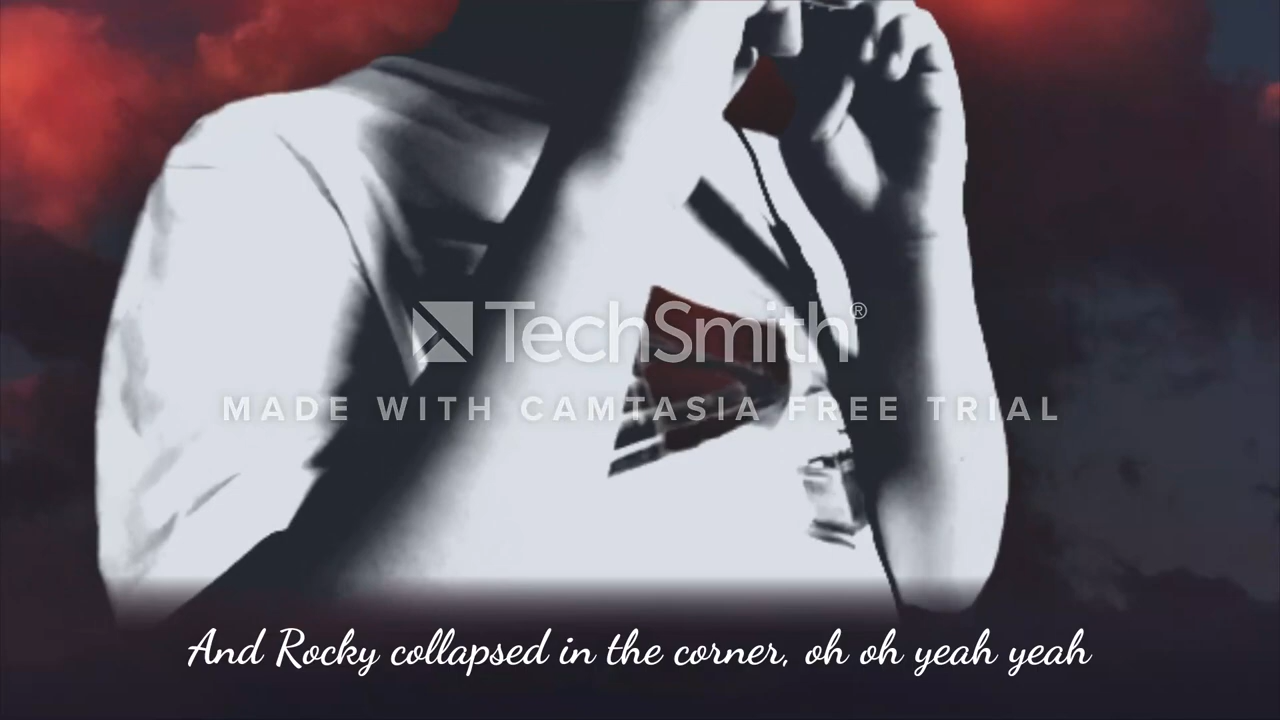 TechSmith®
MADE WITH CAMTASIA FREE TRIAL
And Rocky collapsed in the corner, oh oh yeah yeah